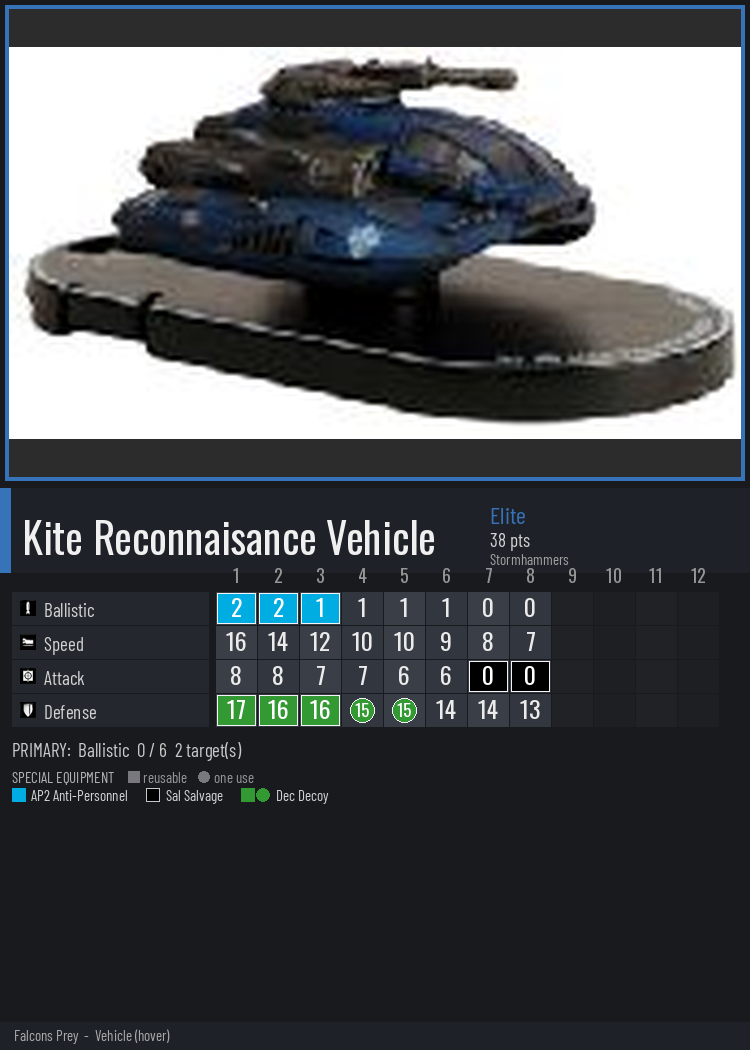 Kite Reconnaisance Vehicle
Elite
38 pts
Stormhammers
1 2 3 4 5 6 7 8 9 10 11 12
Ballistic 2 2 1 1 1 1 0 0
Speed 16 14 12 10 10 9 8 7
Attack 8 8 7 7 6 6 0 0
Defense 17 16 16 15 15 14 14 13
PRIMARY: Ballistic 0 / 6 2 target(s)
SPECIAL EQUIPMENT reusable one use
AP2 Anti-Personnel Sal Salvage Dec Decoy
Falcons Prey - Vehicle (hover)